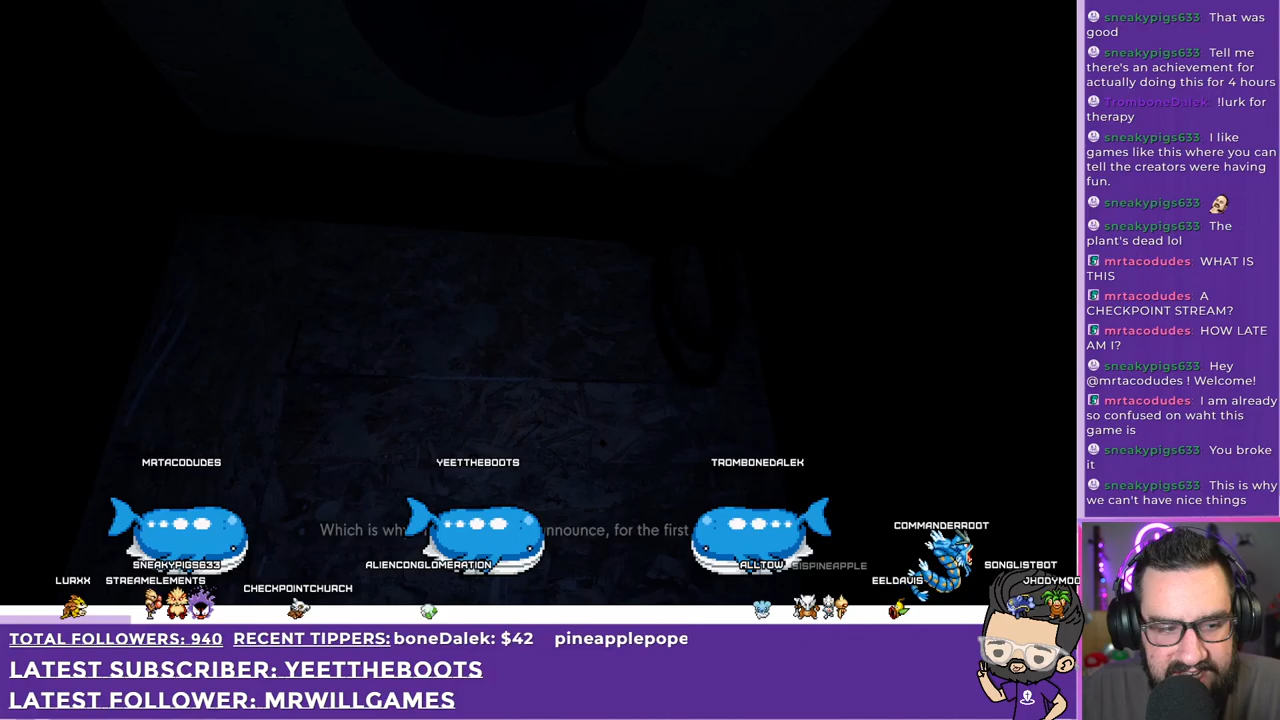 sneakypigs633 That was
good
sneakypigs633 Tell me
there's an achievement for
actually doing this for 4 hours
TromboneDalek: !lurk for
therapy
sneakypigs633 I like
games like this where you can
tell the creators were having
fun.
sneakypigs633
sneakypigs633 The
plant's dead lol
mrtacodudes: WHAT IS
THIS
mrtacodudes: A
CHECKPOINT STREAM?
mrtacodudes: HOW LATE
AM I?
sneakypigs633 Hey
@mrtacodudes ! Welcome!
mrtacodudes: I am already
so confused on waht this
game is
sneakypigs633 You broke
it
sneakypigs633 This is why
we can't have nice things
MRTACODUDES YEETTHEBOOTS TROMBONEDALEK
COMMANDERROOT
Which is why nnounce, for the first
SNEAKYPIGS633 ALIENCONGLOMERATION ALLTOW SISPINEAPPLE SONGLISTBOT
LURXX STREAMELEMENTS EELDAVIS JHODYMOO
CHECKPOINTCHURCH
TOTAL FOLLOWERS: 940 RECENT TIPPERS: boneDalek: $42 pineapplepope
LATEST SUBSCRIBER: YEETTHEBOOTS
LATEST FOLLOWER: MRWILLGAMES